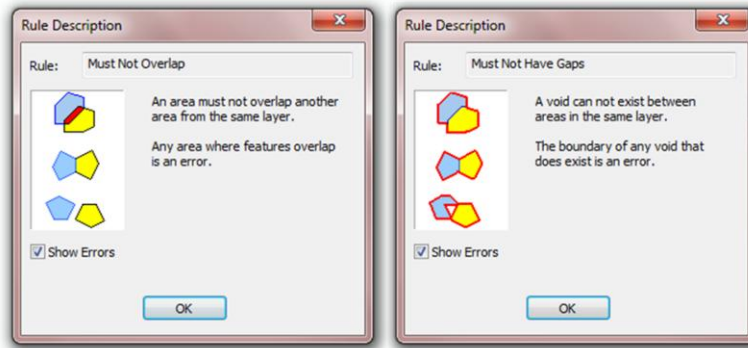 Rule Description
Rule: Must Not Overlap
An area must not overlap another
area from the same layer.
Any area where features overlap
is an error.
Show Errors
OK
Rule Description
Rule: Must Not Have Gaps
A void can not exist between
areas in the same layer.
The boundary of any void that
does exist is an error.
Show Errors
OK